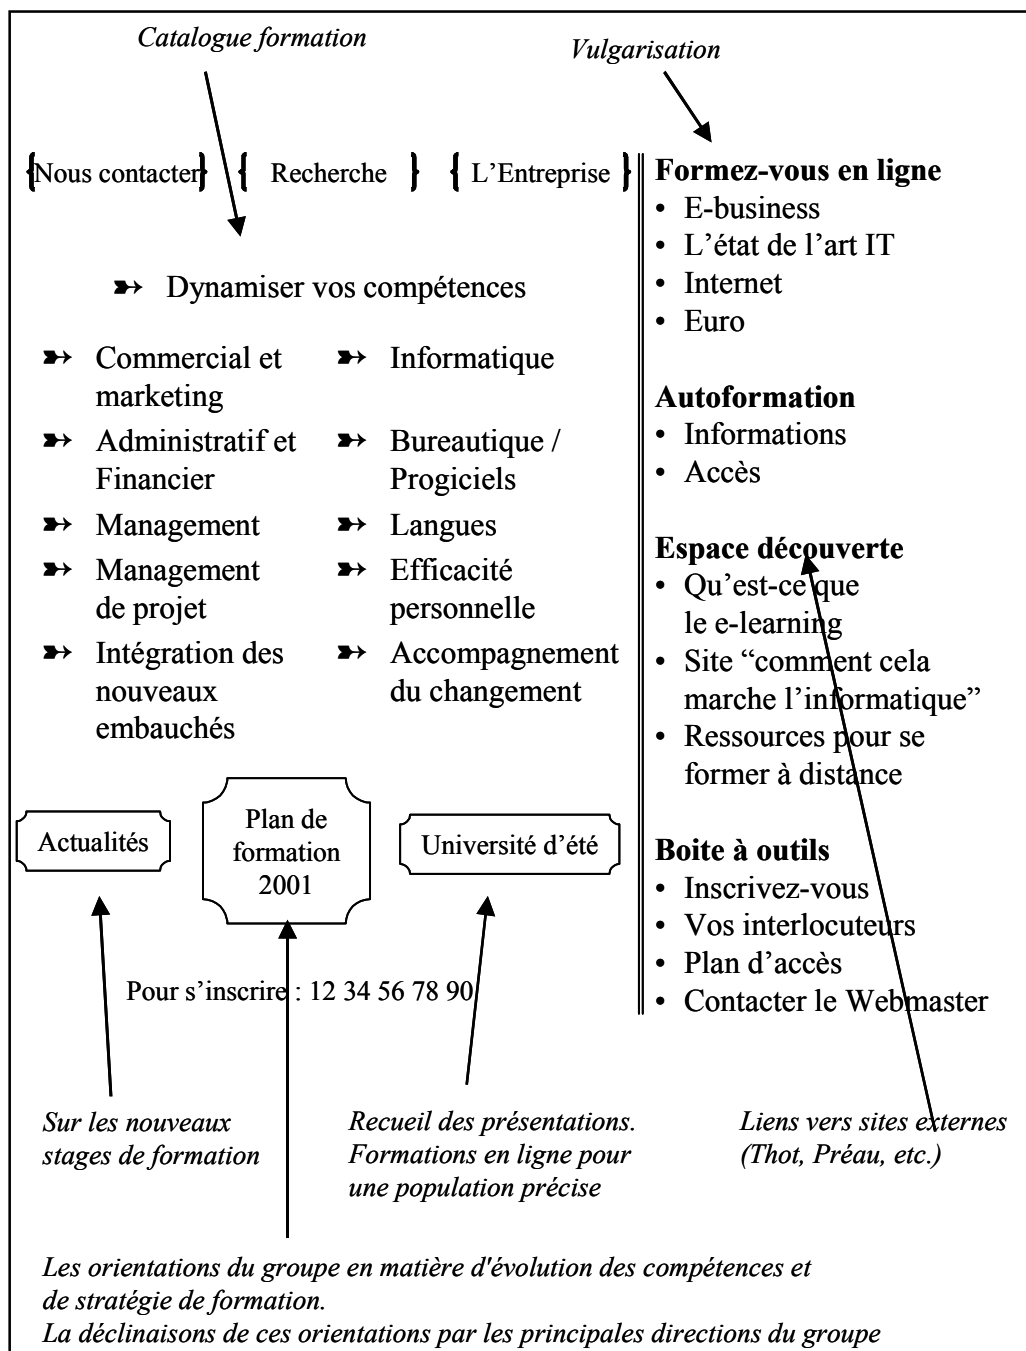 Catalogue formation
Vulgarisation
Nous contacter
Recherche
L’Entreprise
Dynamiser vos compétences
Commercial et
marketing
Informatique
Administratif et
Financier
Bureautique /
Progiciels
Management
Langues
Management
de projet
Efficacité
personnelle
Intégration des
nouveaux
embauchés
Accompagnement
du changement
Actualités
Plan de
formation
2001
Université d’été
Pour s’inscrire : 12 34 56 78 90
Formez-vous en ligne
• E-business
• L’état de l’art IT
• Internet
• Euro
Autoformation
• Informations
• Accès
Espace découverte
• Qu’est-ce que
le e-learning
• Site “comment cela
marche l’informatique”
• Ressources pour se
former à distance
Boite à outils
• Inscrivez-vous
• Vos interlocuteurs
• Plan d’accès
• Contacter le Webmaster
Sur les nouveaux
stages de formation
Recueil des présentations.
Formations en ligne pour
une population précise
Liens vers sites externes
(Thot, Préau, etc.)
Les orientations du groupe en matière d'évolution des compétences et
de stratégie de formation.
La déclinaisons de ces orientations par les principales directions du groupe